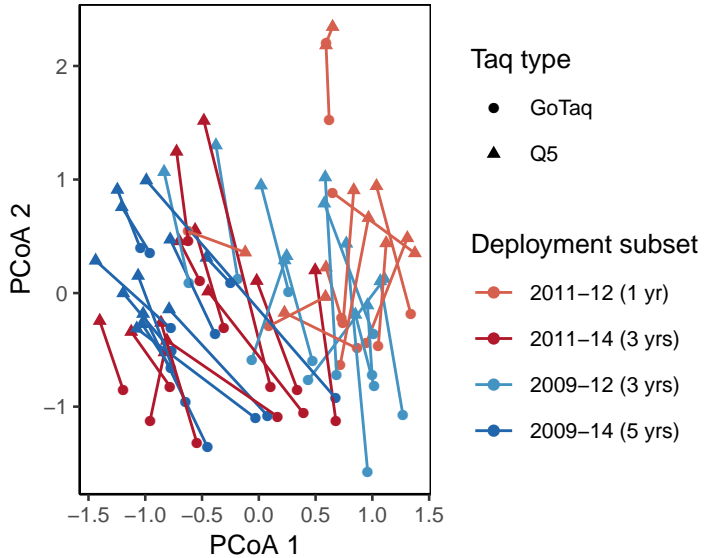 Taq type
GoTaq
Q5
Deployment subset
2011−12 (1 yr)
2011−14 (3 yrs)
2009−12 (3 yrs)
2009−14 (5 yrs)
PCoA 2
2
1
0
−1
−1.5 −1.0 −0.5 0.0 0.5 1.0 1.5
PCoA 1